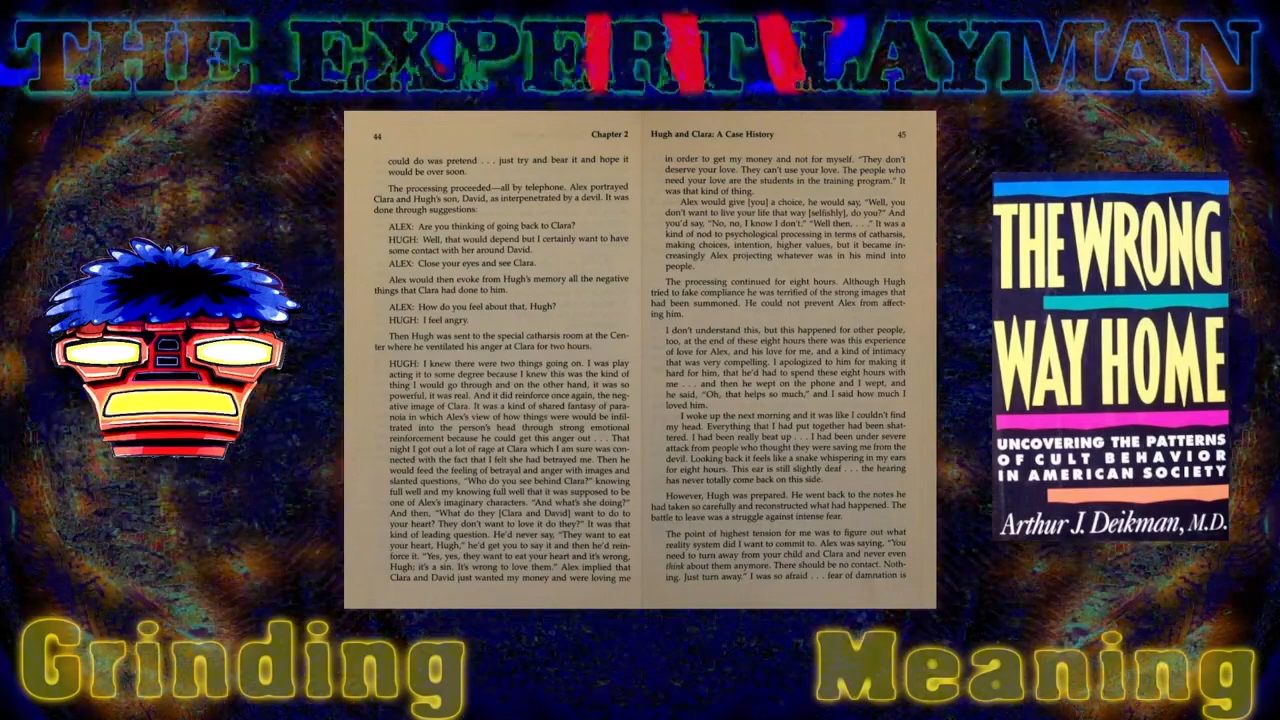 THE EXPERT LAYMAN
44
Chapter 2
could do was pretend . . . just try and bear it and hope it
would be over soon.
The processing proceeded—all by telephone. Alex portrayed
Clara and Hugh's son, David, as interpenetrated by a devil. It was
done through suggestions:
ALEX: Are you thinking of going back to Clara?
HUGH: Well, that would depend but I certainly want to have
some contact with her around David.
ALEX: Close your eyes and see Clara.
Alex would then evoke from Hugh's memory all the negative
things that Clara had done to him.
ALEX: How do you feel about that, Hugh?
HUGH: I feel angry.
Then Hugh was sent to the special catharsis room at the Cen-
ter where he ventilated his anger at Clara for two hours.
HUGH: I knew there were two things going on. I was play
acting it to some degree because I knew this was the kind of
thing I would go through and on the other hand, it was so
powerful, it was real. And it did reinforce once again, the neg-
ative image of Clara. It was a kind of shared fantasy of para-
noia in which Alex's view of how things were would be infil-
trated into the person's head through strong emotional
reinforcement because he could get this anger out . . . That
night I got out a lot of rage at Clara which I am sure was con-
nected with the fact that I felt she had betrayed me. Then he
would feed the feeling of betrayal and anger with images and
slanted questions, "Who do you see behind Clara?" knowing
full well and my knowing full well that it was supposed to be
one of Alex's imaginary characters. "And what's she doing?"
And then, "What do they [Clara and David] want to do to
your heart? They don't want to love it do they?" It was that
kind of leading question. He'd never say, "They want to eat
your heart, Hugh," he'd get you to say it and then he'd rein-
force it. "Yes, yes, they want to eat your heart and it's wrong,
Hugh; it's a sin. It's wrong to love them." Alex implied that
Clara and David just wanted my money and were loving me
Hugh and Clara: A Case History
45
in order to get my money and not for myself. "They don't
deserve your love. They can't use your love. The people who
need your love are the students in the training program." It
was that kind of thing.
Alex would give [you] a choice, he would say, "Well, you
don't want to live your life that way [selfishly], do you?" And
you'd say, "No, no, I know I don't." "Well then, . . ." It was a
kind of nod to psychological processing in terms of catharsis,
making choices, intention, higher values, but it became in-
creasingly Alex projecting whatever was in his mind into
people.
The processing continued for eight hours. Although Hugh
tried to fake compliance he was terrified of the strong images that
had been summoned. He could not prevent Alex from affect-
ing him.
I don't understand this, but this happened for other people,
too, at the end of these eight hours there was this experience
of love for Alex, and his love for me, and a kind of intimacy
that was very compelling. I apologized to him for making it
hard for him, that he'd had to spend these eight hours with
me . . . and then he wept on the phone and I wept, and
he said, "Oh, that helps so much," and I said how much I
loved him.
I woke up the next morning and it was like I couldn't find
my head. Everything that I had put together had been shat-
tered. I had been really beat up . . . I had been under severe
attack from people who thought they were saving me from the
devil. Looking back it feels like a snake whispering in my ears
for eight hours. This ear is still slightly deaf . . . the hearing
has never totally come back on this side.
However, Hugh was prepared. He went back to the notes he
had taken so carefully and reconstructed what had happened. The
battle to leave was a struggle against intense fear.
The point of highest tension for me was to figure out what
reality system did I want to commit to. Alex was saying, "You
need to turn away from your child and Clara and never even
think about them anymore. There should be no contact. Noth-
ing. Just turn away." I was so afraid . . . fear of damnation is
THE WRONG
WAY HOME
UNCOVERING THE PATTERNS
OF CULT BEHAVIOR
IN AMERICAN SOCIETY
Arthur J. Deikman, M.D.
Grinding
Meaning